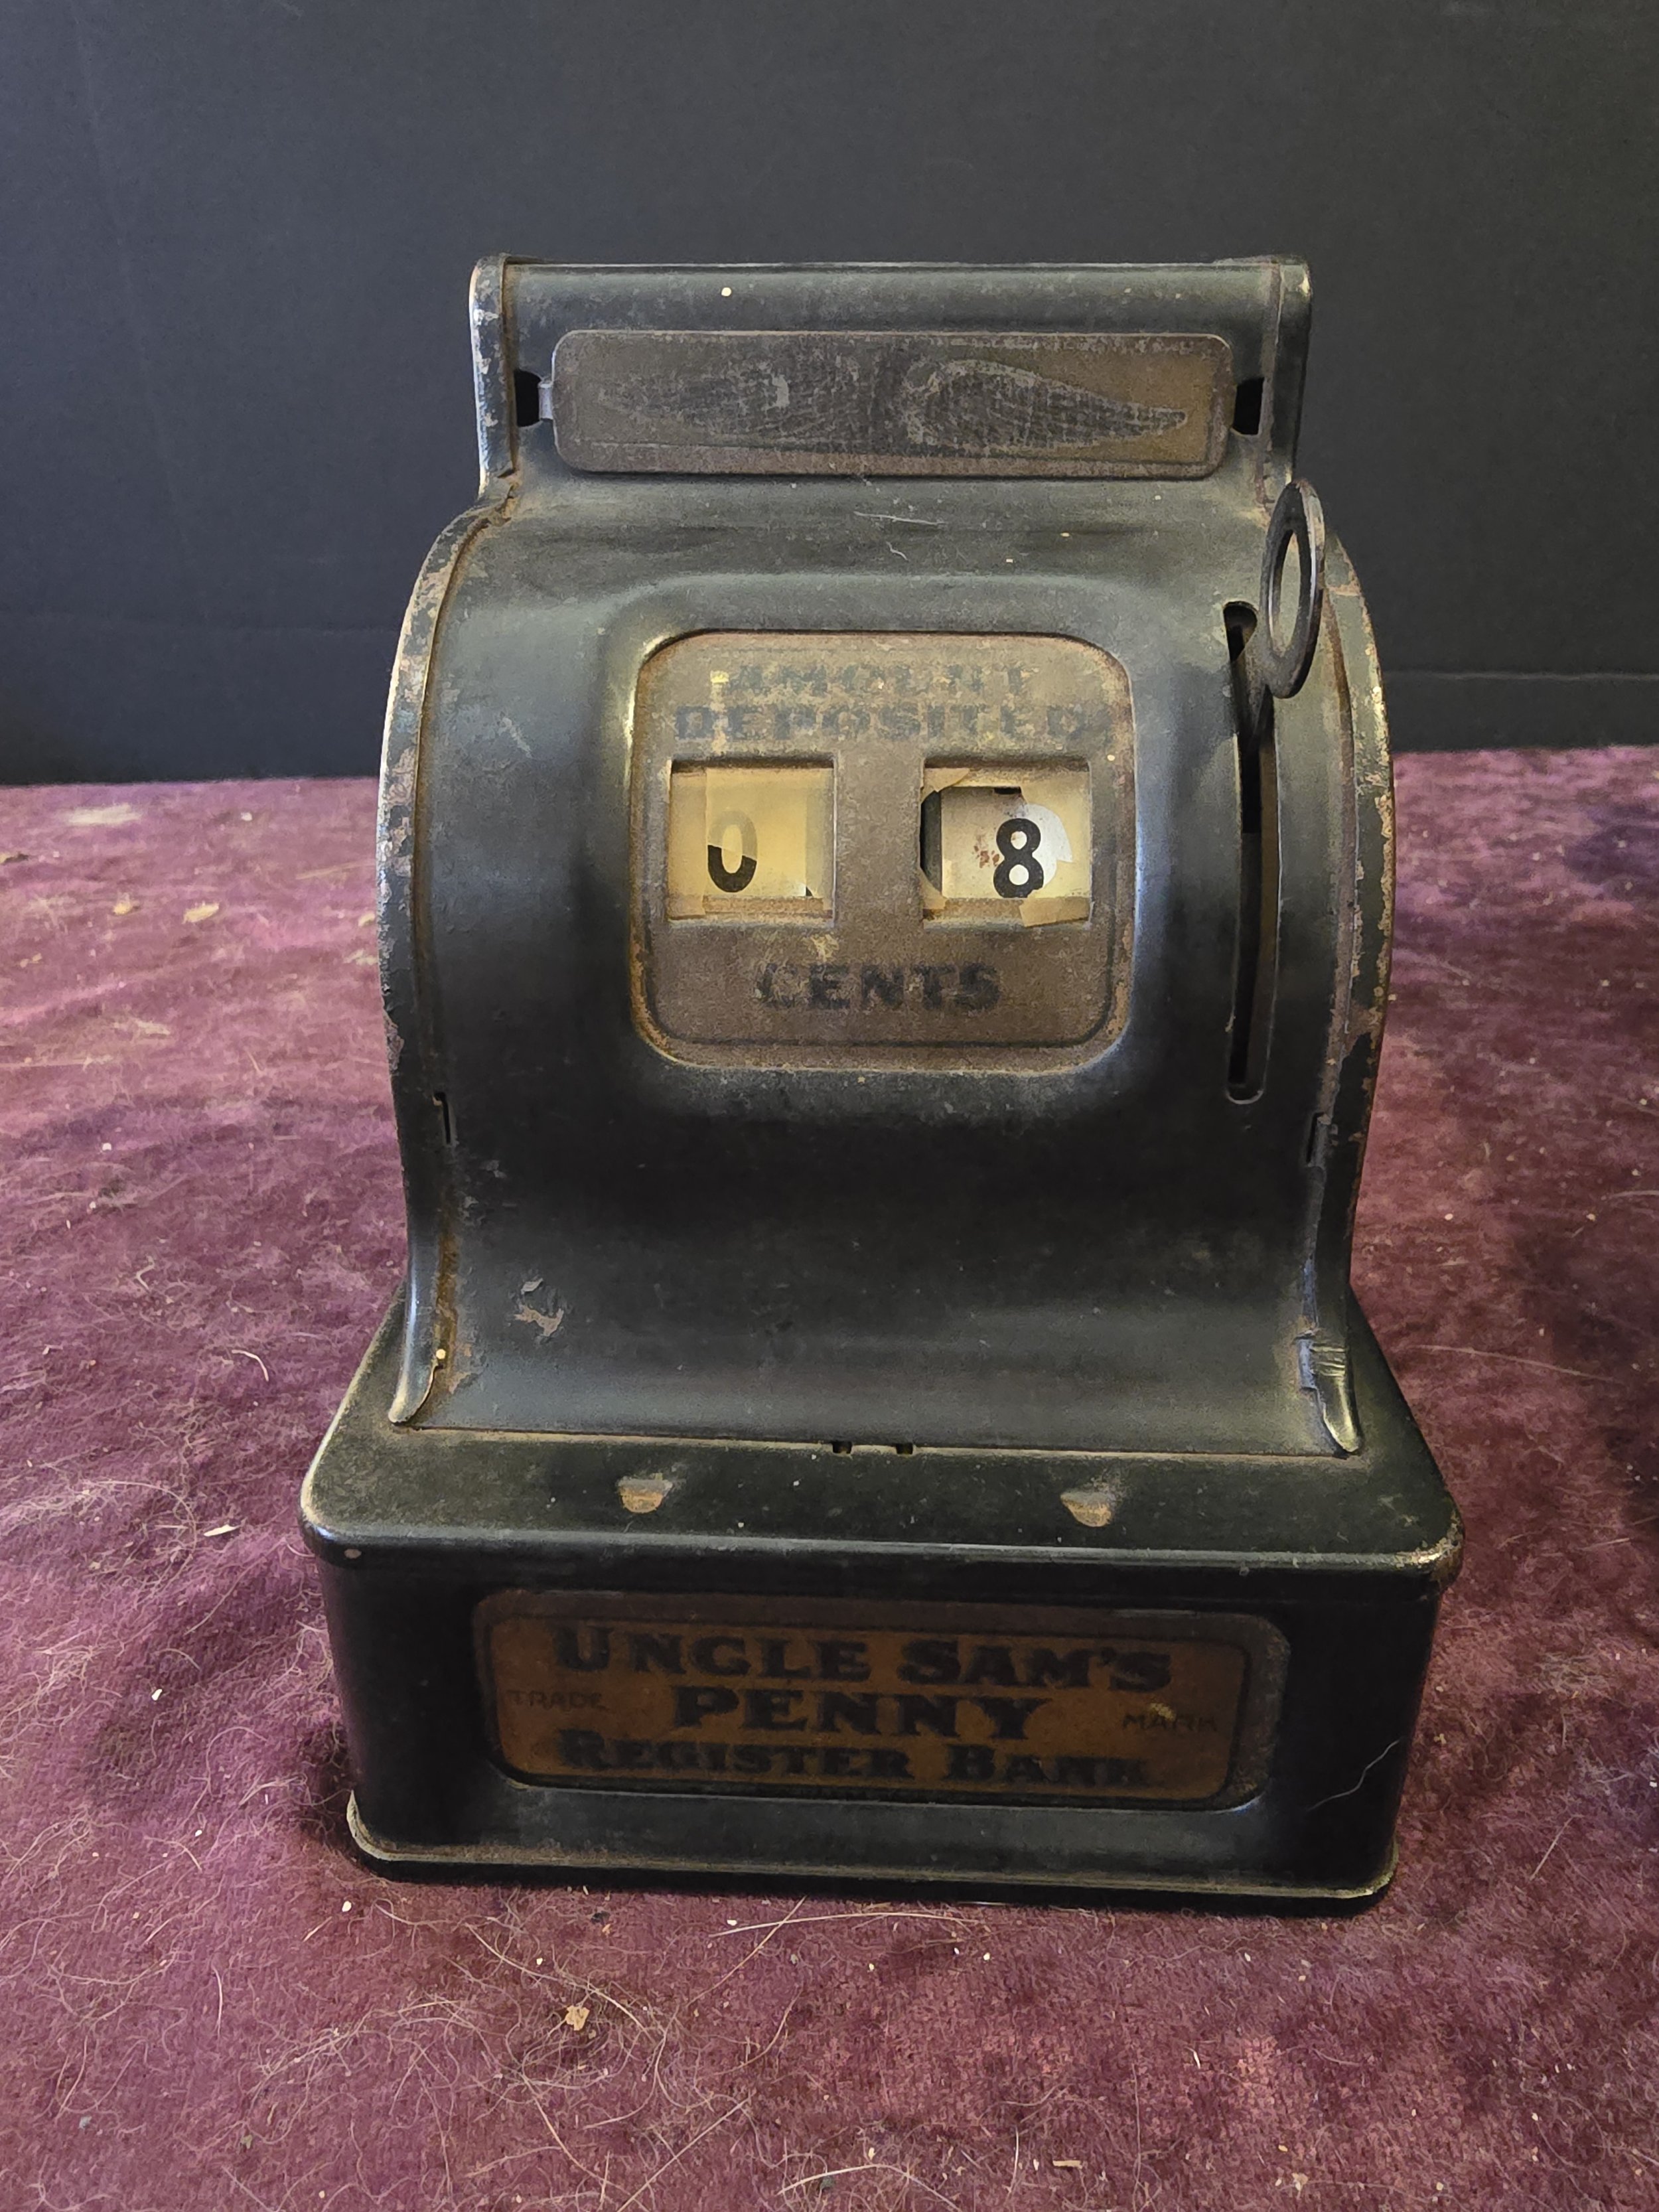 AMOUNT
DEPOSITED
0 8
CENTS
UNCLE SAM'S
TRADE PENNY MARK
REGISTER BANK